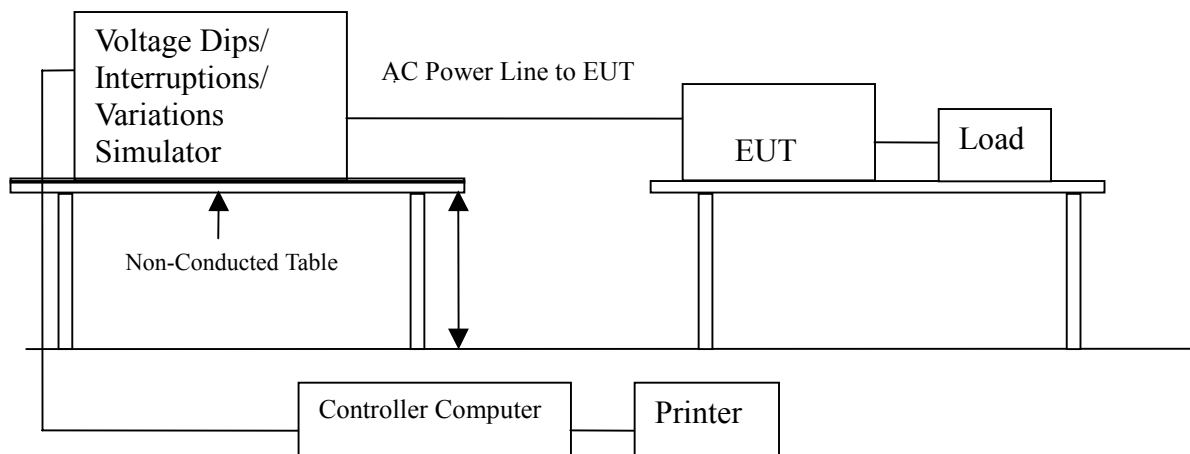 Voltage Dips/
Interruptions/
Variations
Simulator
AC Power Line to EUT
EUT
Load
Non-Conducted Table
Controller Computer
Printer